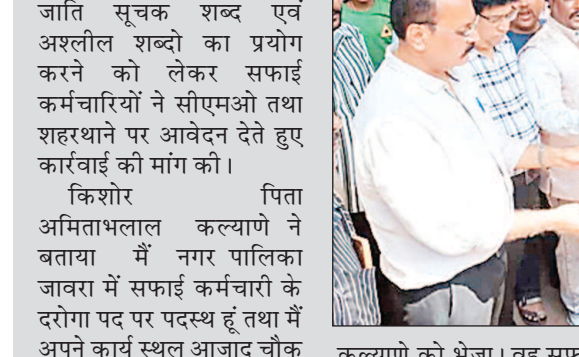 जाति सूचक शब्द एवं
अश्लील शब्दो का प्रयोग
करने को लेकर सफाई
कर्मचारियों ने सीएमओ तथा
शहरथाने पर आवेदन देते हुए
कार्रवाई की मांग की।
किशोर पिता
अमिताभलाल कल्याणे ने
बताया मैं नगर पालिका
जावरा में सफाई कर्मचारी के
दरोगा पद पर पदस्थ हूं तथा मैं
अपने कार्य स्थल आजाद चौक
कल्याणे को भेजा। वह